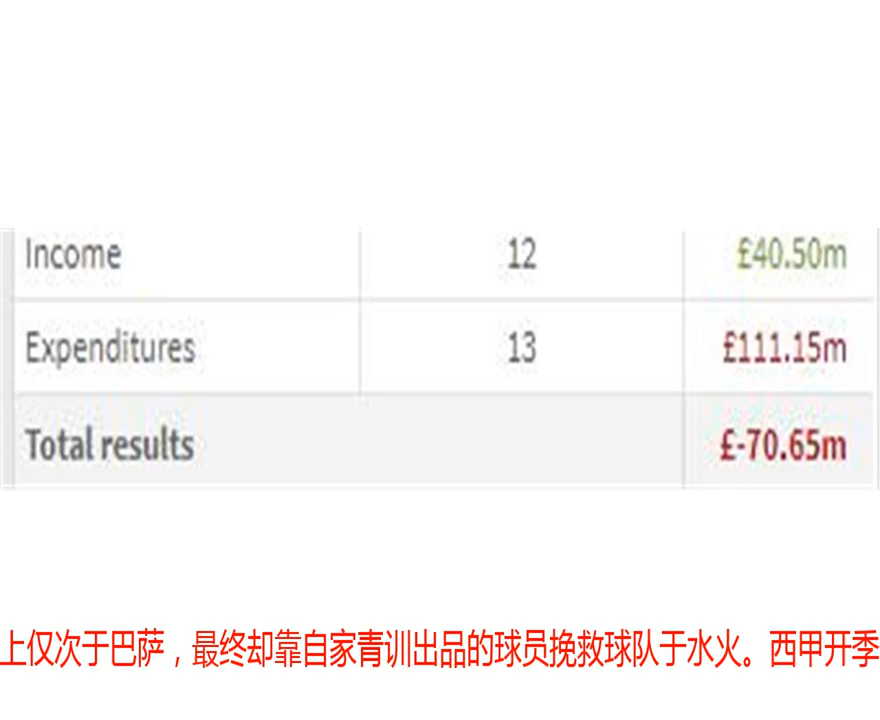 Income 12 £40.50m
Expenditures 13 £111.15m
Total results £-70.65m
上仅次于巴萨，最终却靠自家青训出品的球员挽救球队于水火。西甲开季